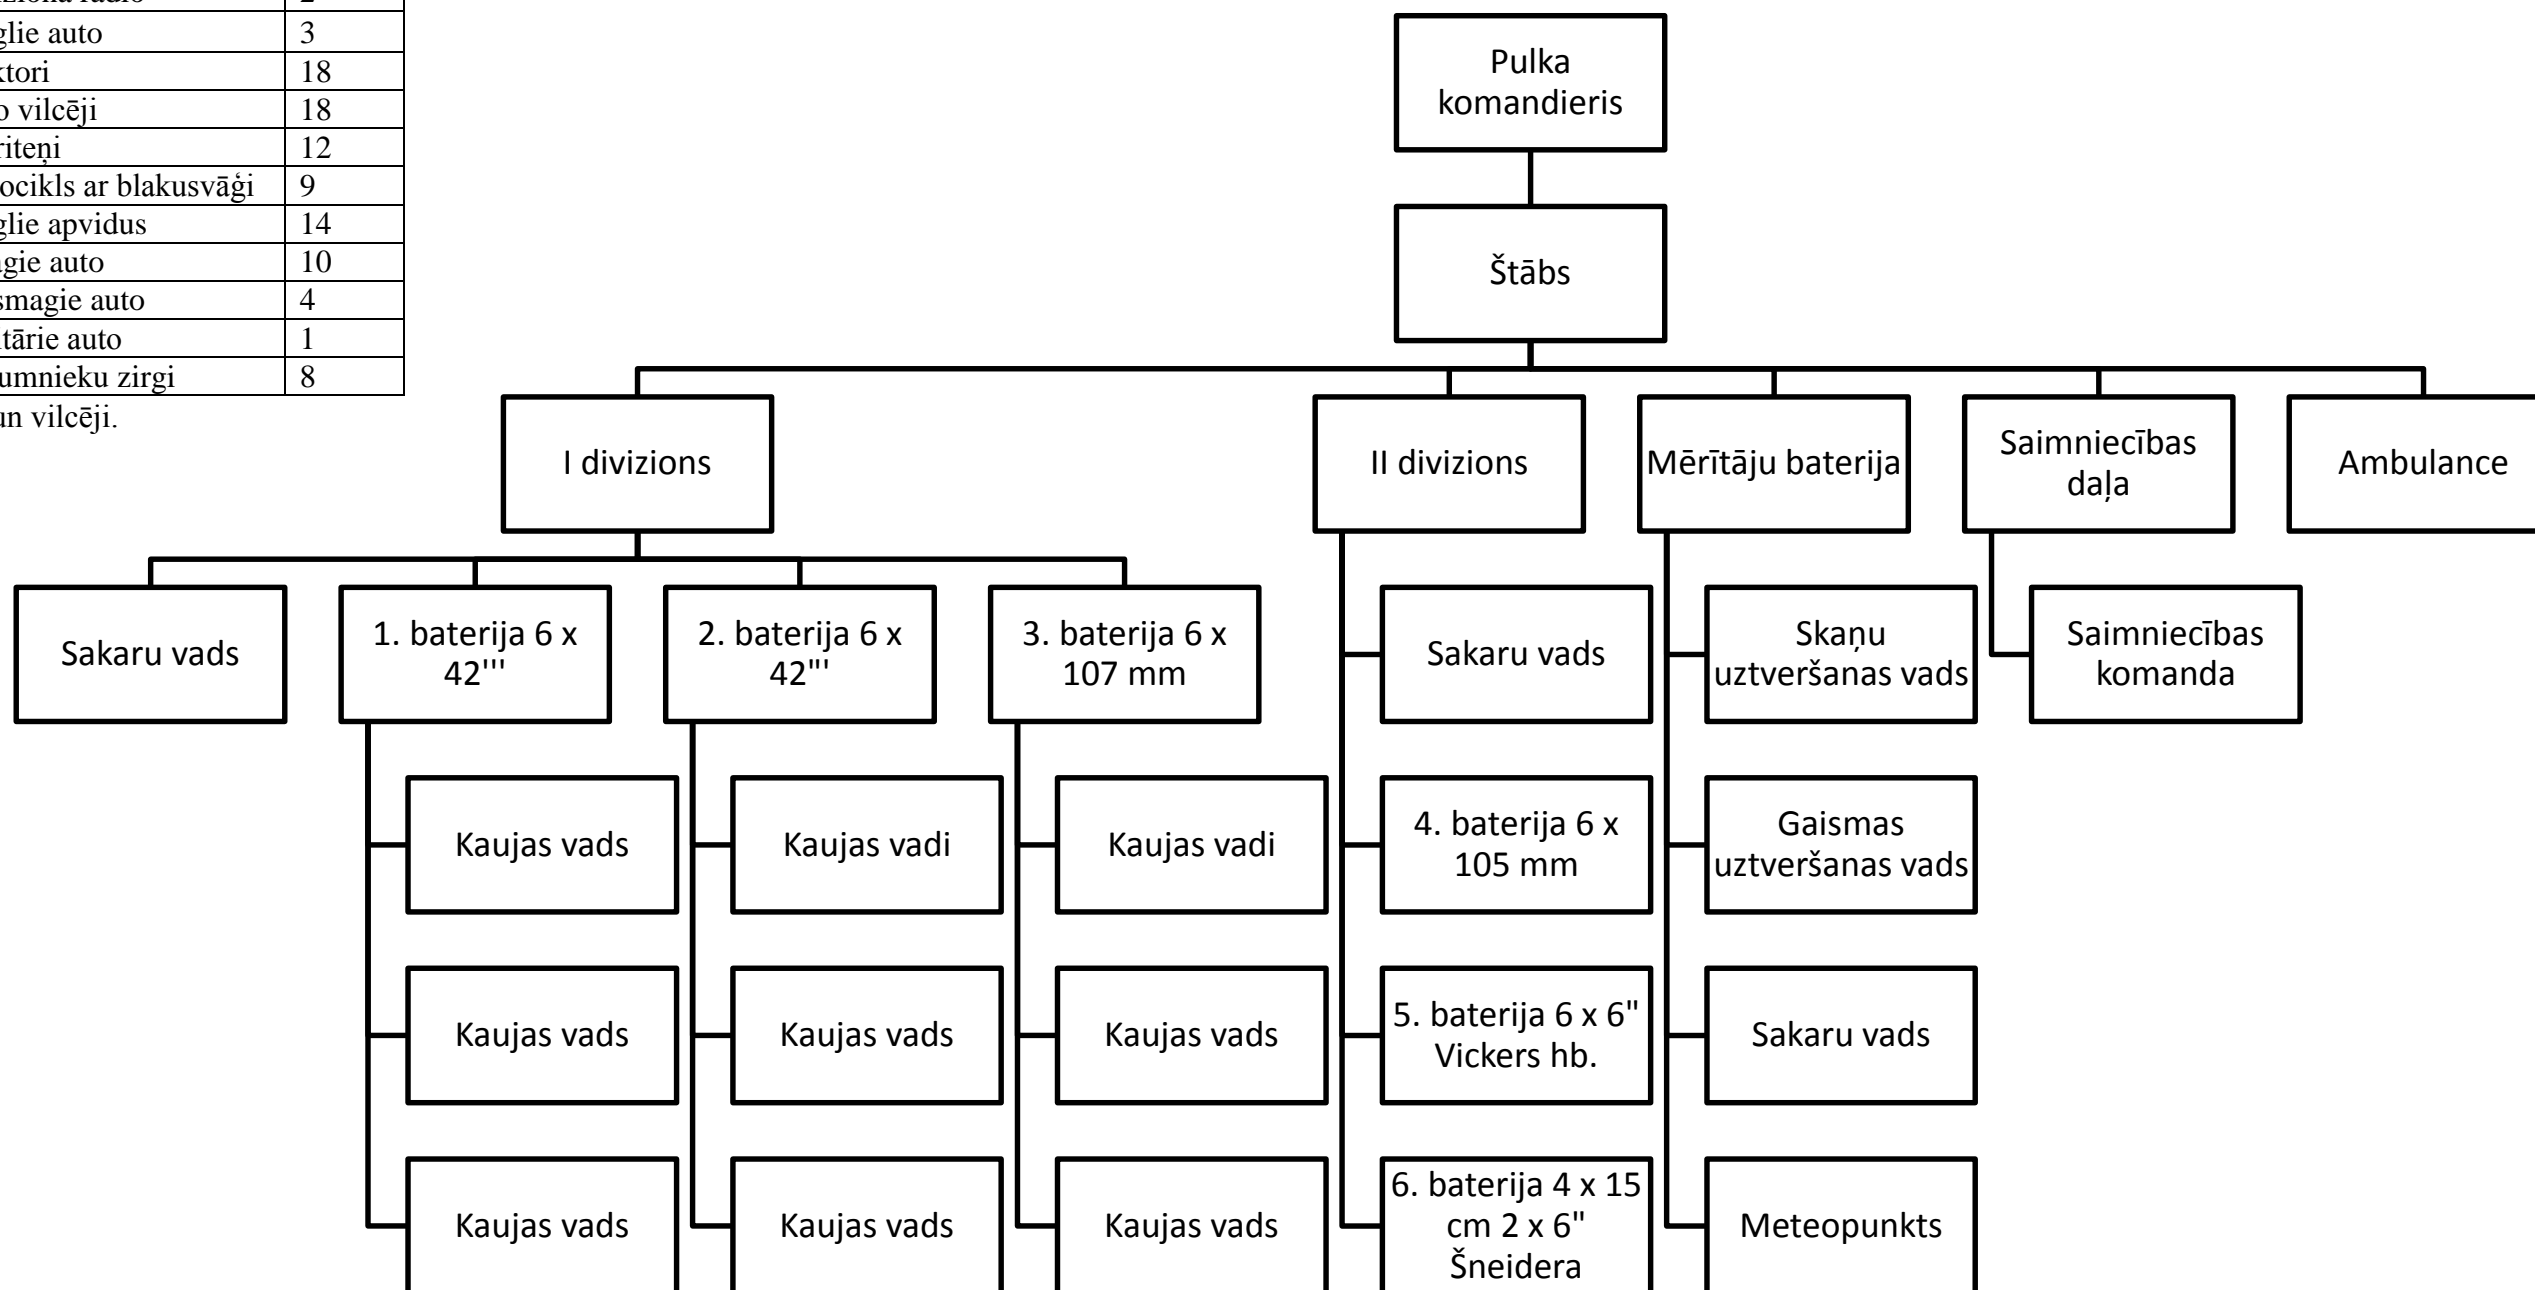 glie auto 3
ktori 18
o vilcēji 18
riteņi 12
ocikls ar blakusvāģi 9
glie apvidus 14
agie auto 10
smagie auto 4
itārie auto 1
umnieku zirgi 8
un vilcēji.
Pulka
komandieris
Štābs
I divizions
II divizions
Mērītāju baterija
Saimniecības
daļa
Ambulance
Sakaru vads
1. baterija 6 x
42'''
2. baterija 6 x
42"'
3. baterija 6 x
107 mm
Sakaru vads
Skaņu
uztveršanas vads
Saimniecības
komanda
Kaujas vads
Kaujas vadi
Kaujas vadi
4. baterija 6 x
105 mm
Gaismas
uztveršanas vads
Kaujas vads
Kaujas vads
Kaujas vads
5. baterija 6 x 6"
Vickers hb.
Sakaru vads
Kaujas vads
Kaujas vads
Kaujas vads
6. baterija 4 x 15
cm 2 x 6"
Šneidera
Meteopunkts